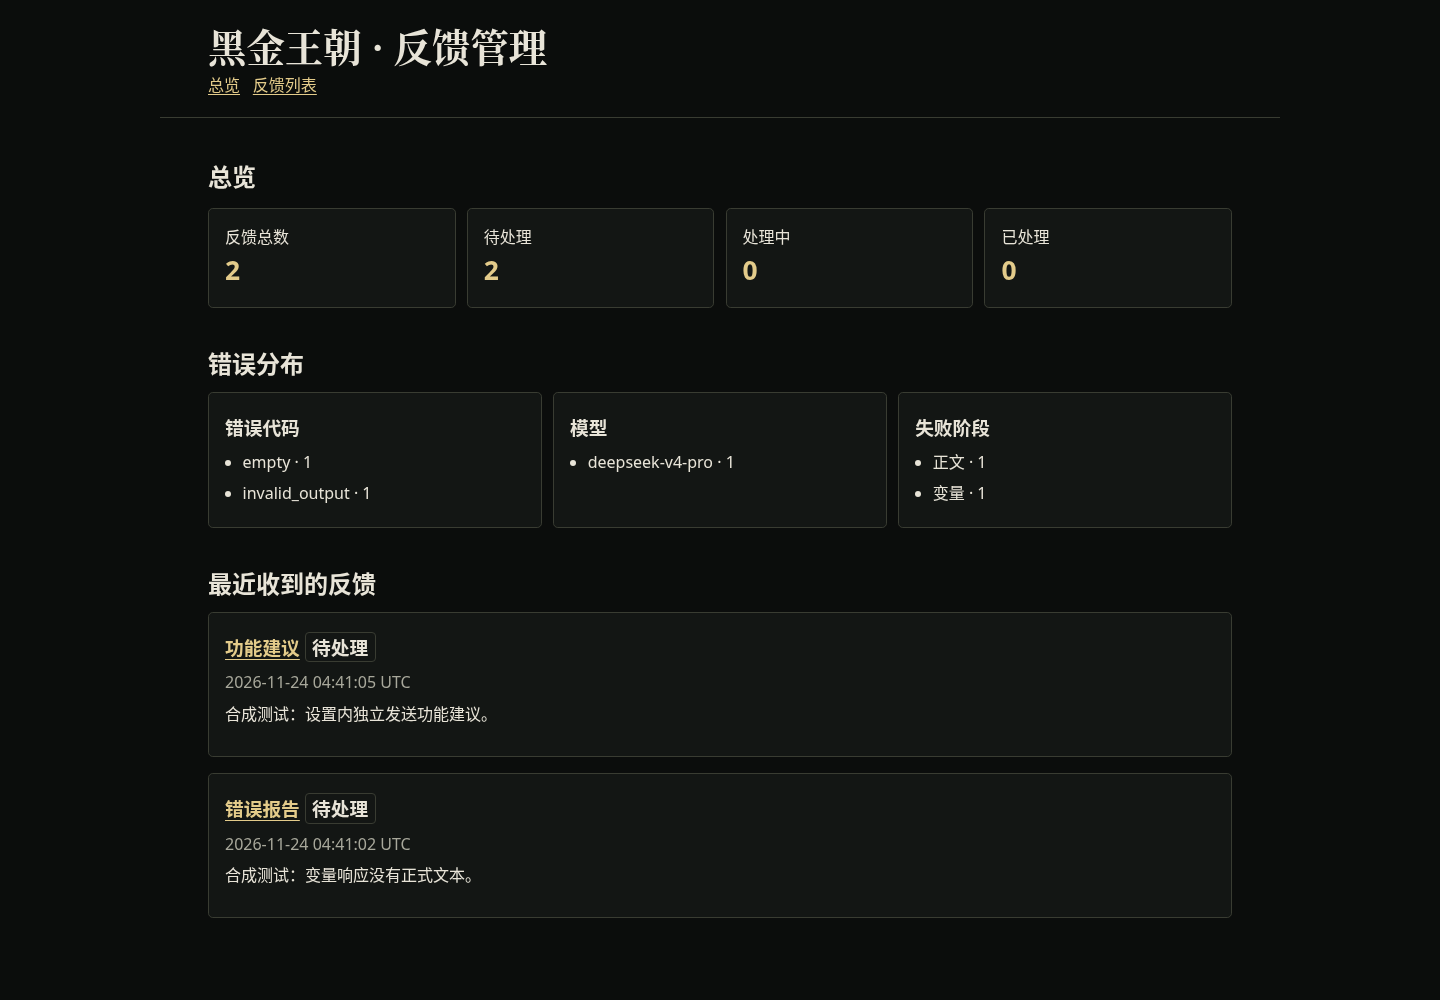 黑金王朝 · 反馈管理
总览 反馈列表
总览
反馈总数
2
待处理
2
处理中
0
已处理
0
错误分布
错误代码
empty · 1
invalid_output · 1
模型
deepseek-v4-pro · 1
失败阶段
正文 · 1
变量 · 1
最近收到的反馈
功能建议 待处理
2026-11-24 04:41:05 UTC
合成测试：设置内独立发送功能建议。
错误报告 待处理
2026-11-24 04:41:02 UTC
合成测试：变量响应没有正式文本。